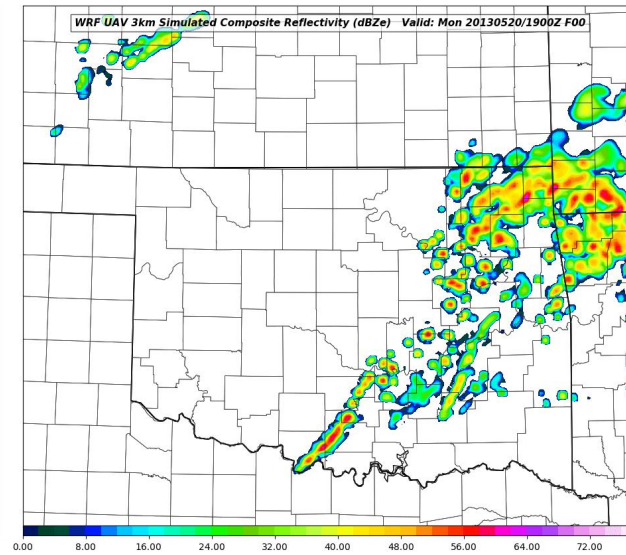 WRF UAV 3km Simulated Composite Reflectivity (dBZe) Valid: Mon 20130520/1900Z F00
0.00 8.00 16.00 24.00 32.00 40.00 48.00 56.00 64.00 72.00